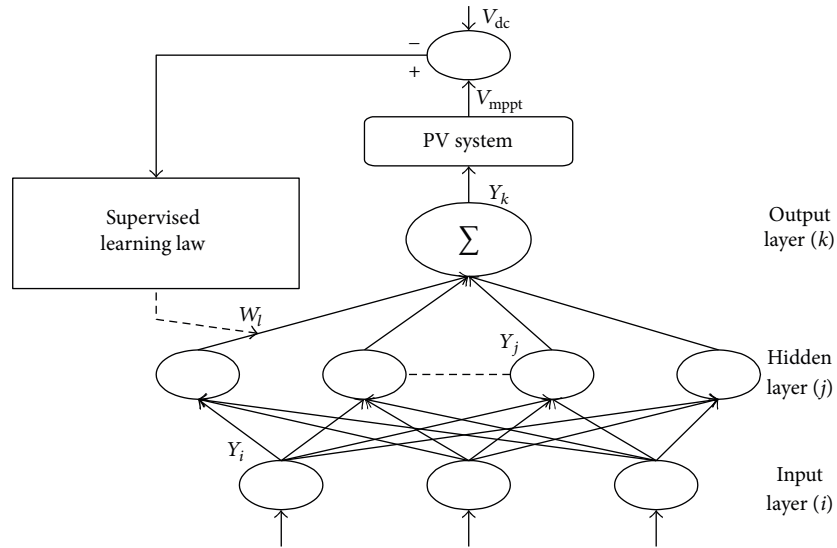 V_dc
−
+
V_mppt
PV system
Y_k
Supervised
learning law
∑
Output
layer (k)
W_l
Y_j
Hidden
layer (j)
Y_i
Input
layer (i)